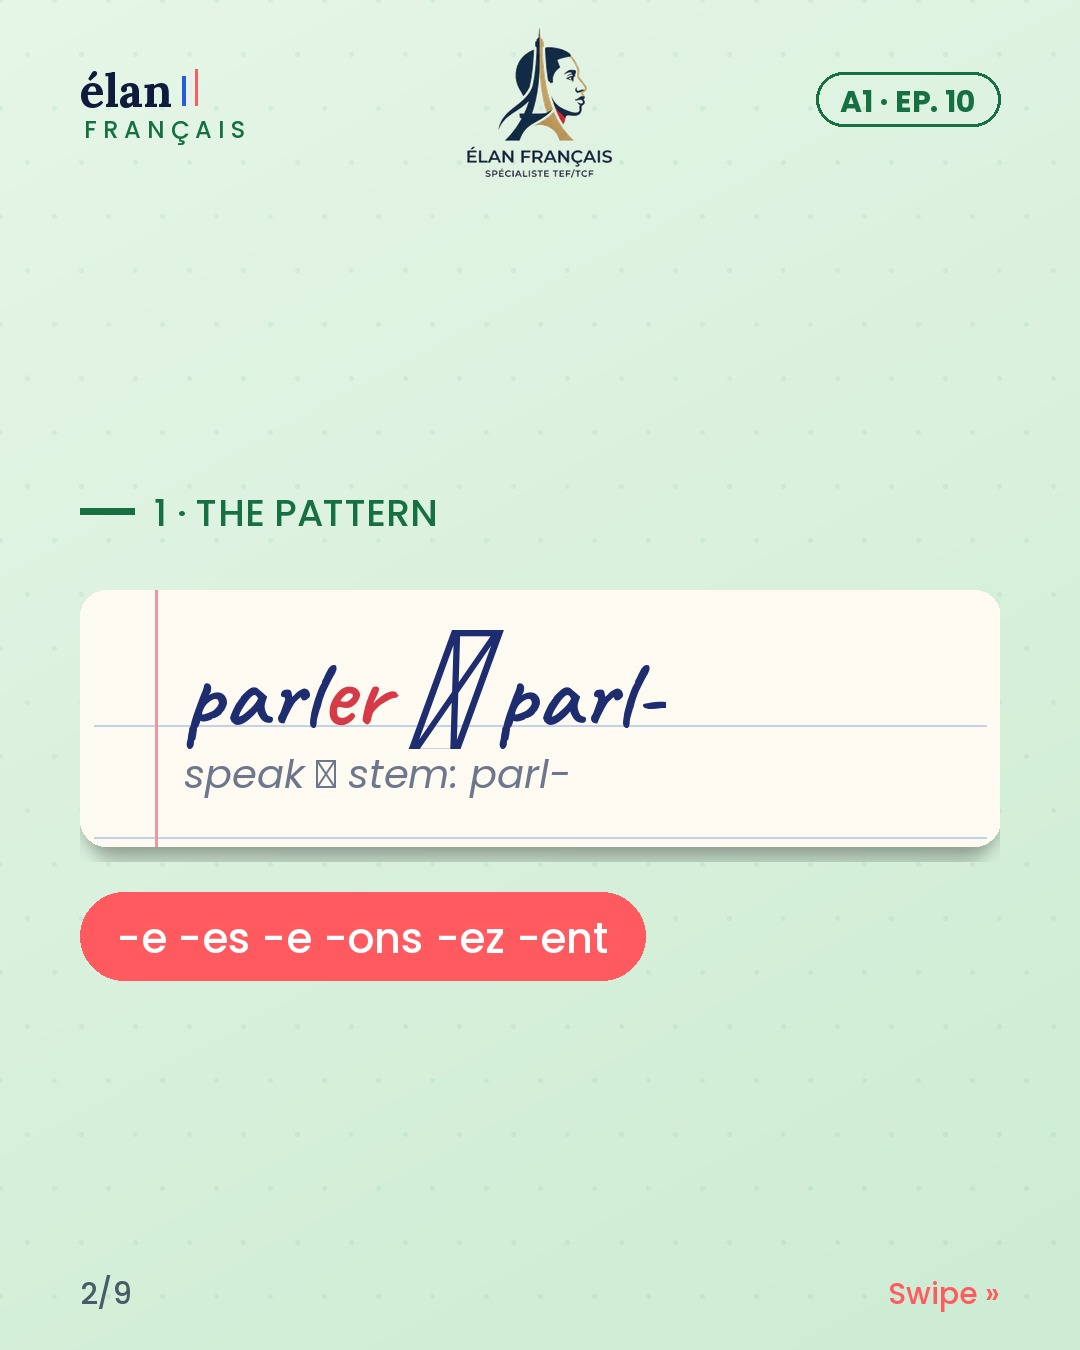 élan
FRANÇAIS
ÉLAN FRANÇAIS
SPÉCIALISTE TEF/TCF
A1 · EP. 10
1 · THE PATTERN
parler parl-
speak stem: parl-
-e -es -e -ons -ez -ent
2/9
Swipe »